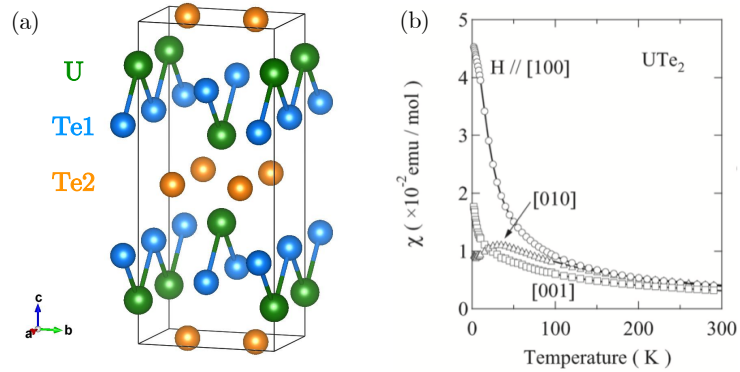 (a)
U
Te1
Te2
c
a
b
(b)
5
4
3
2
1
0
χ ( ×10⁻² emu / mol )
H // [100]
UTe₂
[010]
[001]
0
100
200
300
Temperature ( K )